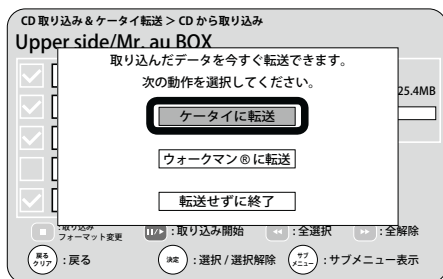 CD 取り込み & ケータイ転送 > CD から取り込み
Upper side/Mr. au BOX
取り込んだデータを今すぐ転送できます。
次の動作を選択してください。
25.4MB
ケータイに転送
ウォークマン ® に転送
転送せずに終了
:取り込み
フォーマット変更
:取り込み開始
:全選択
:全解除
戻る
クリア
:戻る
決定
:選択 / 選択解除
サブ
メニュー
:サブメニュー表示